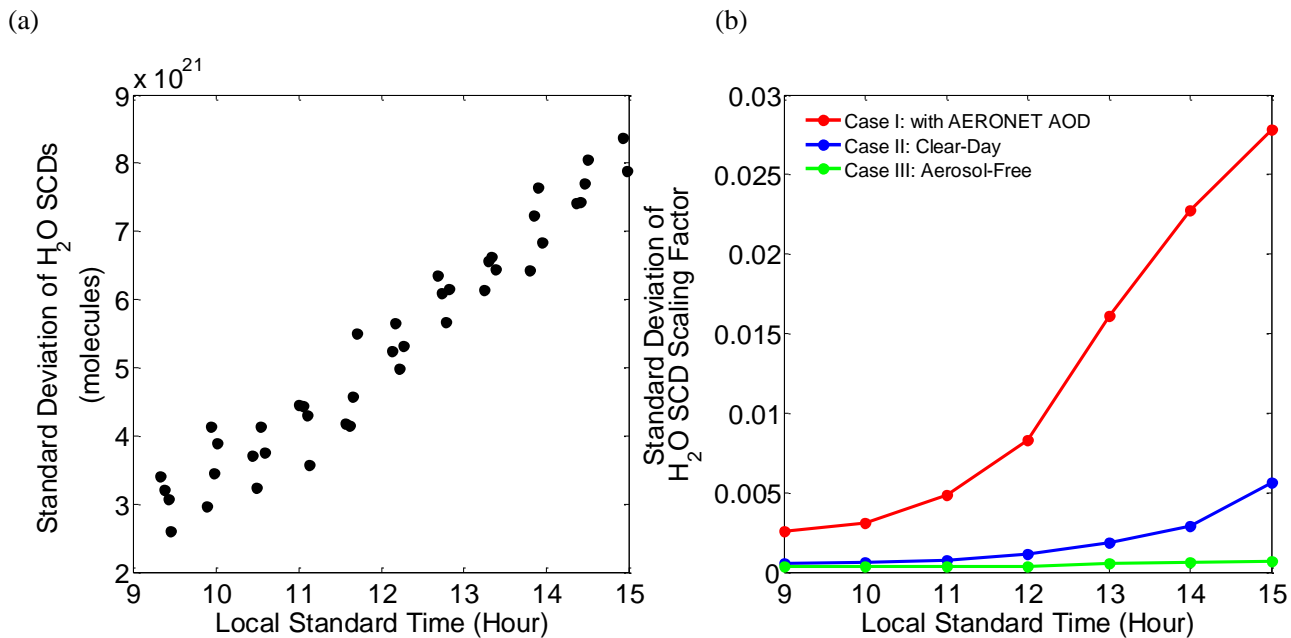 (a)
x 10^21
9
8
7
6
5
4
3
2
Standard Deviation of H₂O SCDs
(molecules)
9 10 11 12 13 14 15
Local Standard Time (Hour)
(b)
0.03
0.025
0.02
0.015
0.01
0.005
0
Standard Deviation of
H₂O SCD Scaling Factor
Case I: with AERONET AOD
Case II: Clear-Day
Case III: Aerosol-Free
9 10 11 12 13 14 15
Local Standard Time (Hour)